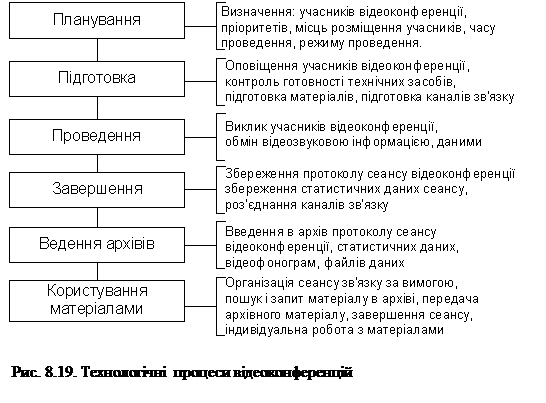 Планування
Визначення: учасників відеоконференції,
пріоритетів, місць розміщення учасників, часу
проведення, режиму проведення.
Підготовка
Оповіщення учасників відеоконференції,
контроль готовності технічних засобів,
підготовка матеріалів, підготовка каналів зв'язку
Проведення
Виклик учасників відеоконференції,
обмін відеозвуковою інформацією, даними
Завершення
Збереження протоколу сеансу відеоконференції
збереження статистичних даних сеансу,
роз'єднання каналів зв'язку
Ведення архівів
Введення в архів протоколу сеансу
відеоконференції, статистичних даних,
відеофонограм, файлів даних
Користування
матеріалами
Організація сеансу зв'язку за вимогою,
пошук і запит матеріалу в архіві, передача
архівного матеріалу, завершення сеансу,
індивідуальна робота з матеріалами
Рис. 8.19. Технологічні процеси відеоконференцій